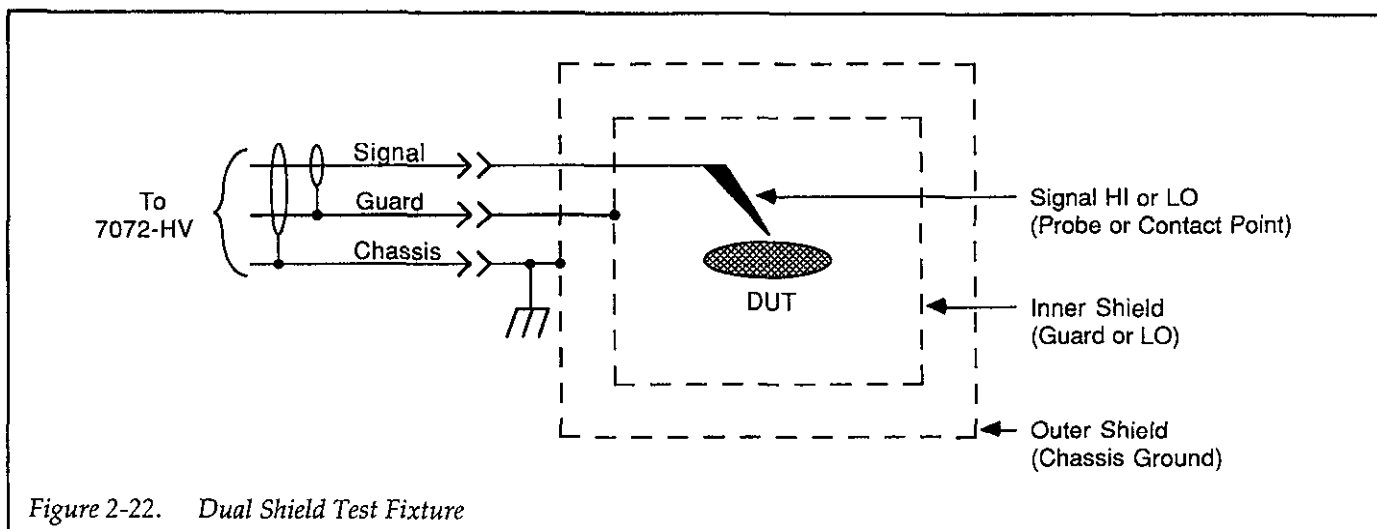 Signal
Guard
Chassis
To
7072-HV
DUT
Signal HI or LO
(Probe or Contact Point)
Inner Shield
(Guard or LO)
Outer Shield
(Chassis Ground)
Figure 2-22. Dual Shield Test Fixture